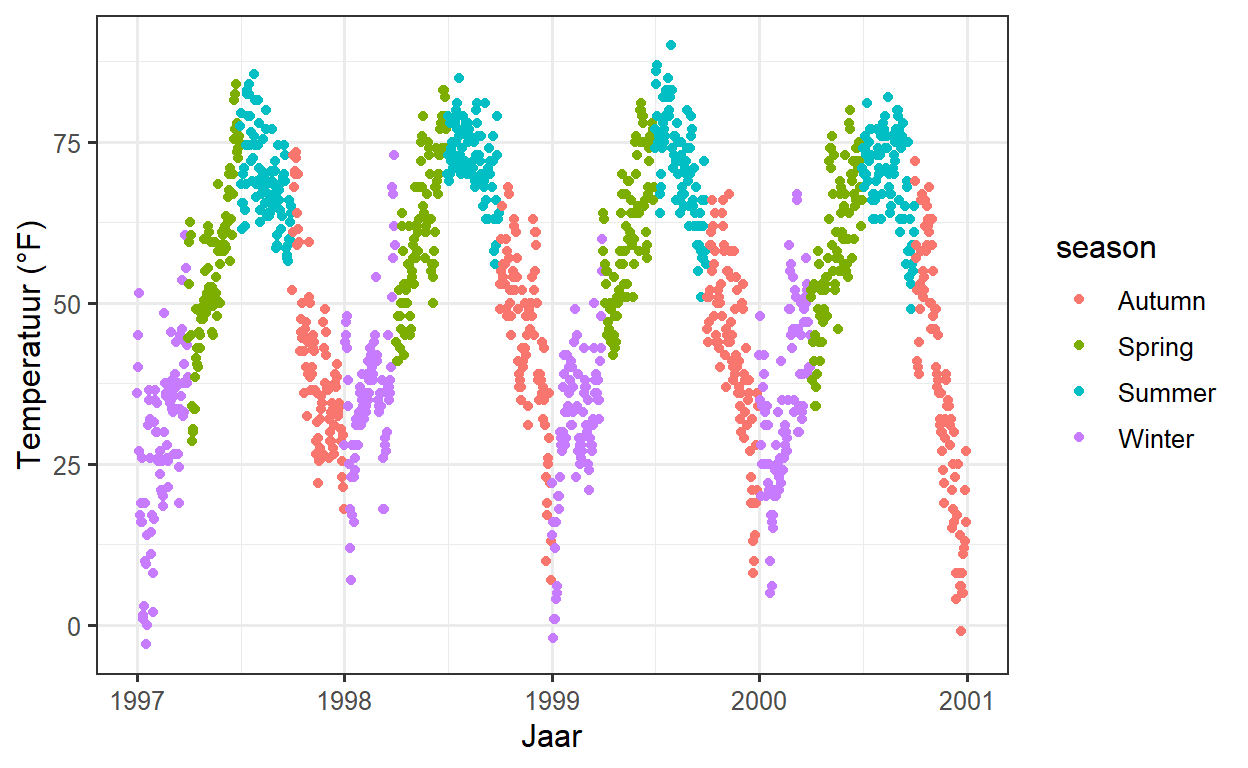 75
50
25
0
Temperatuur (°F)
1997 1998 1999 2000 2001
Jaar
season
Autumn
Spring
Summer
Winter